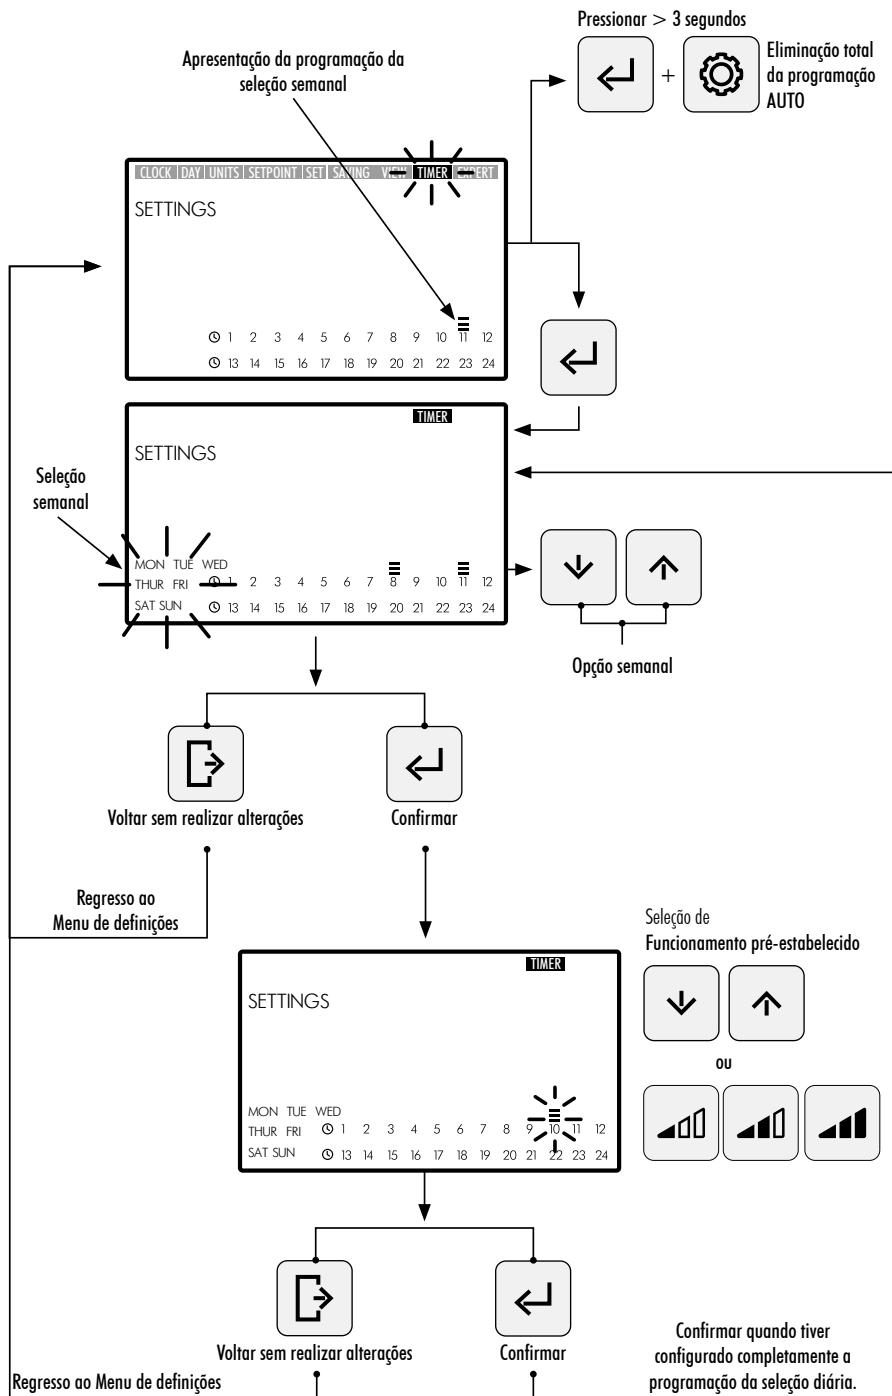 Pressionar > 3 segundos
Apresentação da programação da
seleção semanal
+
Eliminação total
da programação
AUTO
CLOCK DAY UNITS SETPOINT SET SAVING VIEW TIMER EXPERT
SETTINGS
1 2 3 4 5 6 7 8 9 10 11 12
13 14 15 16 17 18 19 20 21 22 23 24
TIMER
SETTINGS
Seleção
semanal
MON TUE WED
THUR FRI 1 2 3 4 5 6 7 8 9 10 11 12
SAT SUN 13 14 15 16 17 18 19 20 21 22 23 24
Opção semanal
Voltar sem realizar alterações Confirmar
Regresso ao
Menu de definições
Seleção de
Funcionamento pré-estabelecido
TIMER
SETTINGS
ou
MON TUE WED
THUR FRI 1 2 3 4 5 6 7 8 9 10 11 12
SAT SUN 13 14 15 16 17 18 19 20 21 22 23 24
Voltar sem realizar alterações Confirmar
Confirmar quando tiver
configurado completamente a
programação da seleção diária.
Regresso ao Menu de definições